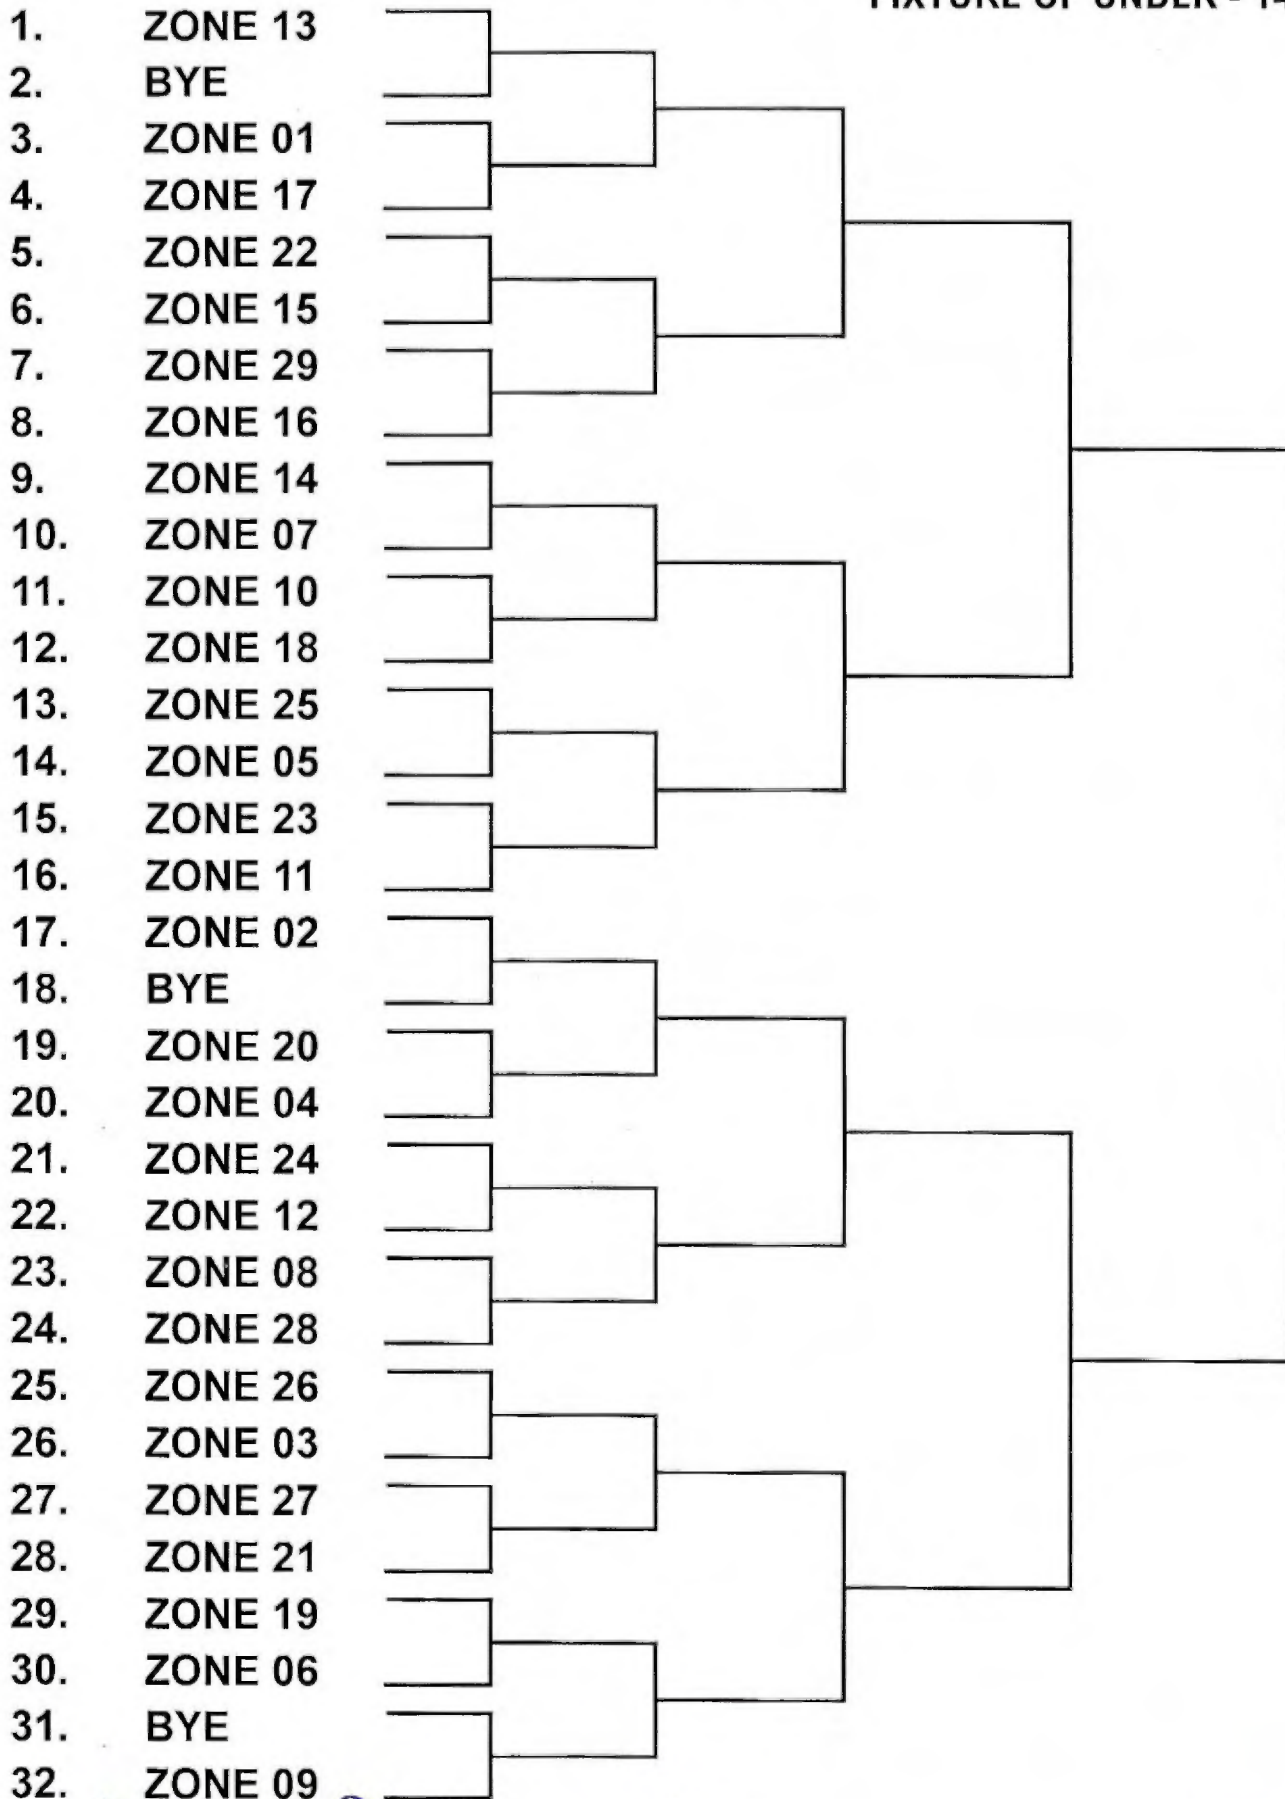 FIXTURE OF UNDER - 14
1. ZONE 13
2. BYE
3. ZONE 01
4. ZONE 17
5. ZONE 22
6. ZONE 15
7. ZONE 29
8. ZONE 16
9. ZONE 14
10. ZONE 07
11. ZONE 10
12. ZONE 18
13. ZONE 25
14. ZONE 05
15. ZONE 23
16. ZONE 11
17. ZONE 02
18. BYE
19. ZONE 20
20. ZONE 04
21. ZONE 24
22. ZONE 12
23. ZONE 08
24. ZONE 28
25. ZONE 26
26. ZONE 03
27. ZONE 27
28. ZONE 21
29. ZONE 19
30. ZONE 06
31. BYE
32. ZONE 09